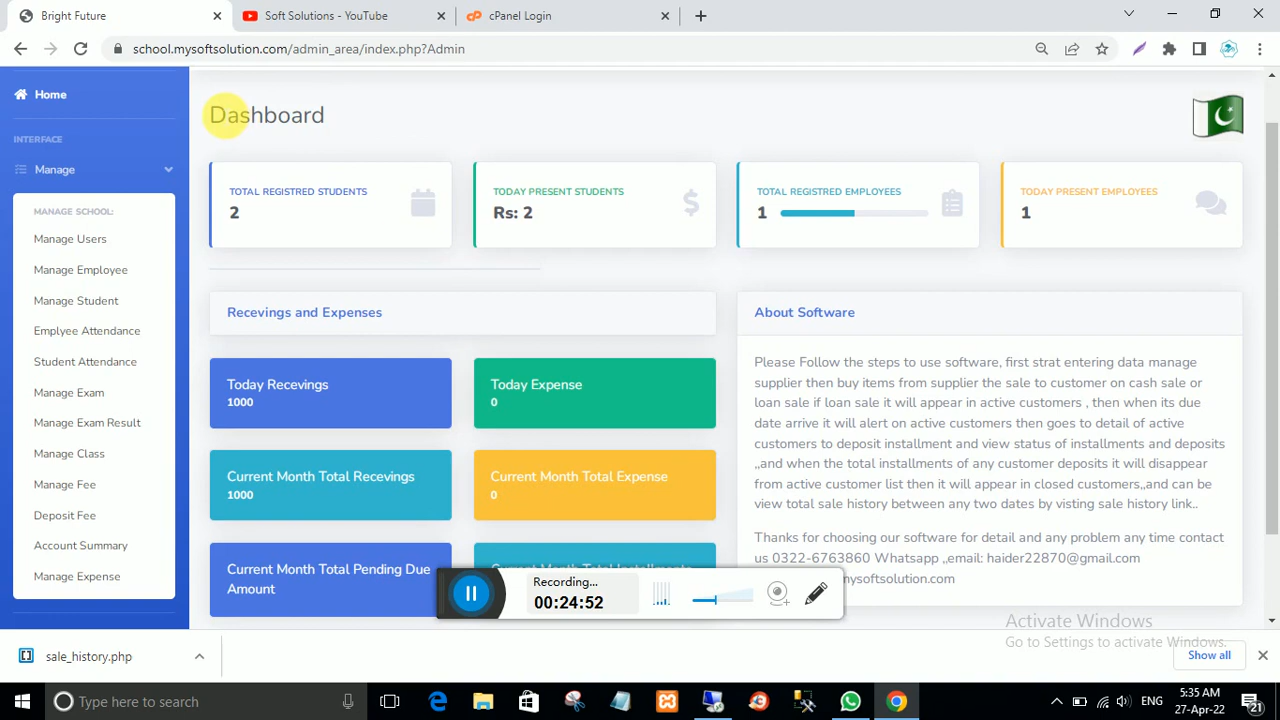 Bright Future
Soft Solutions - YouTube
cPanel Login
school.mysoftsolution.com/admin_area/index.php?Admin
Home
INTERFACE
Manage
MANAGE SCHOOL:
Manage Users
Manage Employee
Manage Student
Emplyee Attendance
Student Attendance
Manage Exam
Manage Exam Result
Manage Class
Manage Fee
Deposit Fee
Account Summary
Manage Expense
Dashboard
TOTAL REGISTRED STUDENTS
2
TODAY PRESENT STUDENTS
Rs: 2
TOTAL REGISTRED EMPLOYEES
1
TODAY PRESENT EMPLOYEES
1
Recevings and Expenses
Today Recevings
1000
Today Expense
0
Current Month Total Recevings
1000
Current Month Total Expense
0
Current Month Total Pending Due
Amount
About Software
Please Follow the steps to use software, first strat entering data manage
supplier then buy items from supplier the sale to customer on cash sale or
loan sale if loan sale it will appear in active customers , then when its due
date arrive it will alert on active customers then goes to detail of active
customers to deposit installment and view status of installments and deposits
,,and when the total installments of any customer deposits it will disappear
from active customer list then it will appear in closed customers,,and can be
view total sale history between any two dates by visting sale history link..
Thanks for choosing our software for detail and any problem any time contact
us 0322-6763860 Whatsapp ,,email: haider22870@gmail.com
mysoftsolution.com
Recording...
00:24:52
Activate Windows
Go to Settings to activate Windows.
sale_history.php
Show all
Type here to search
ENG
5:35 AM
27-Apr-22
21